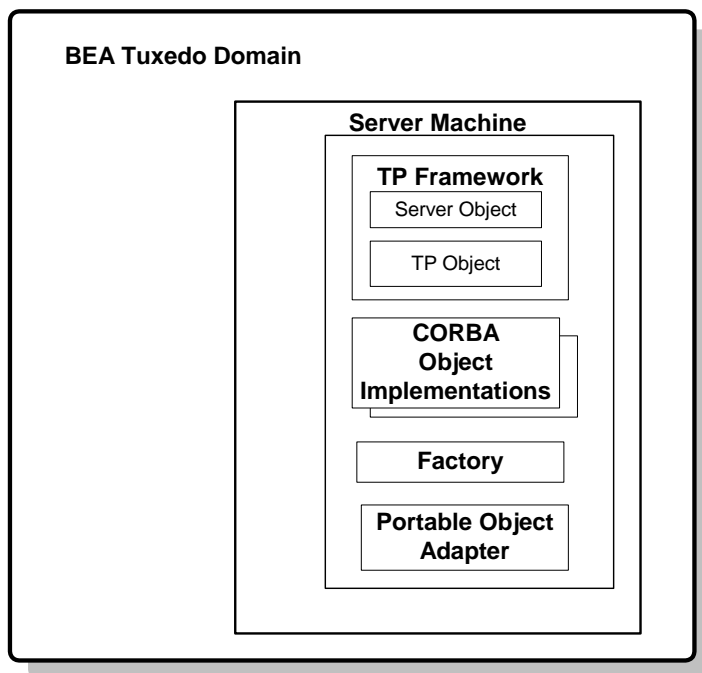 BEA Tuxedo Domain
Server Machine
TP Framework
Server Object
TP Object
CORBA
Object
Implementations
Factory
Portable Object
Adapter